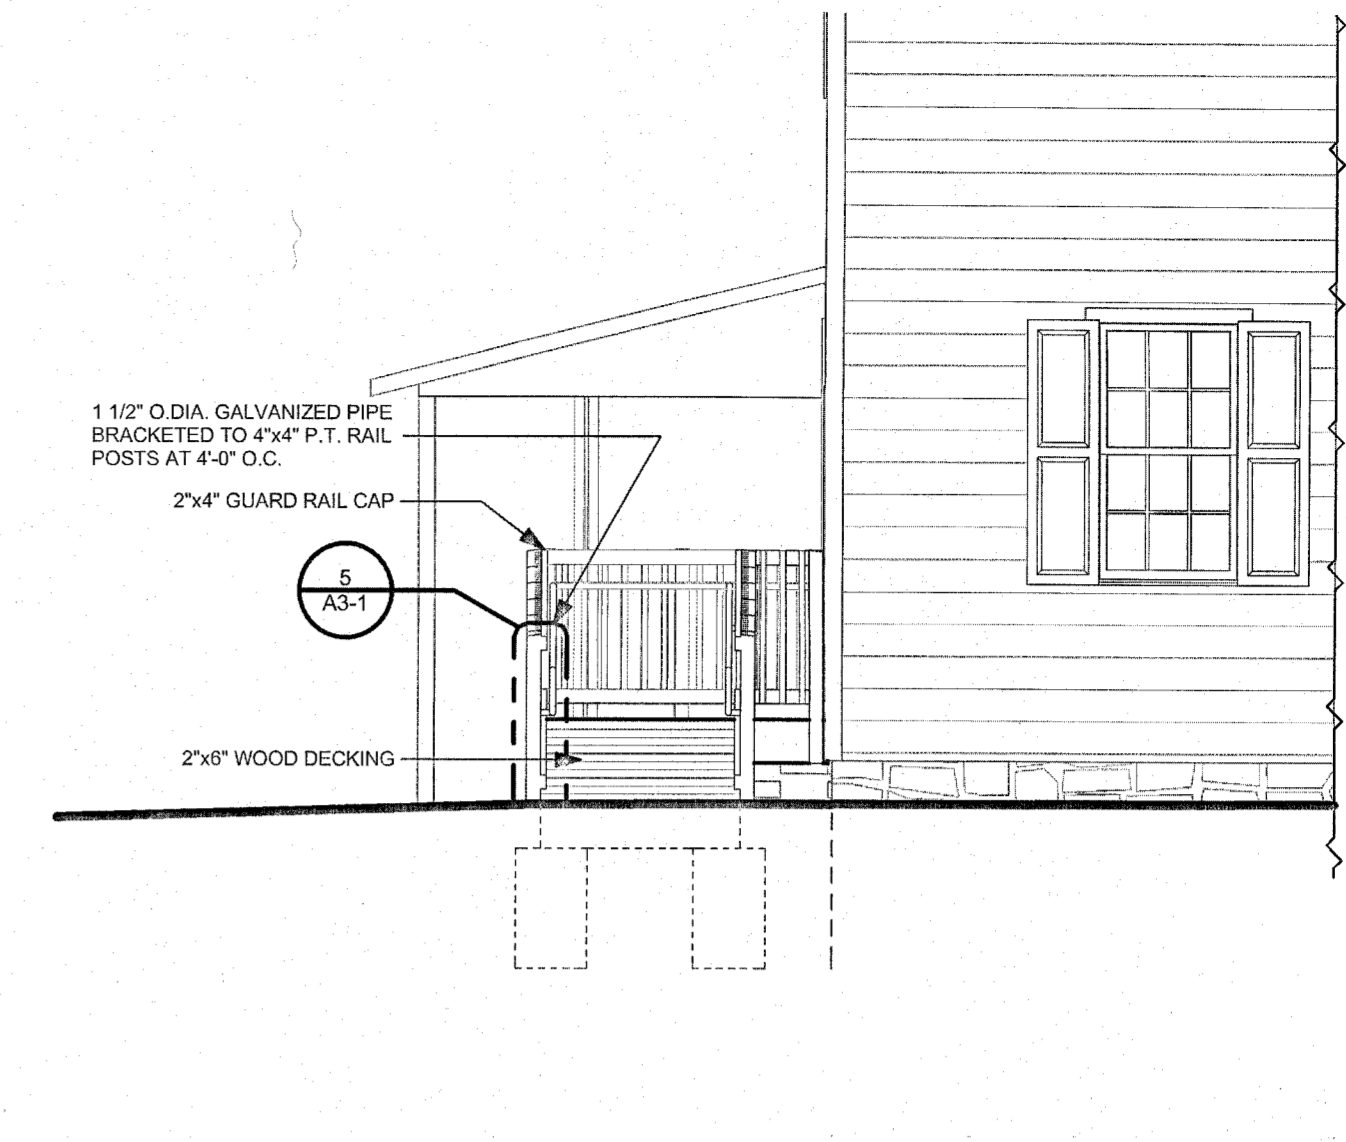 1 1/2" O.DIA. GALVANIZED PIPE
BRACKETED TO 4"x4" P.T. RAIL
POSTS AT 4'-0" O.C.
2"x4" GUARD RAIL CAP
5
A3-1
2"x6" WOOD DECKING